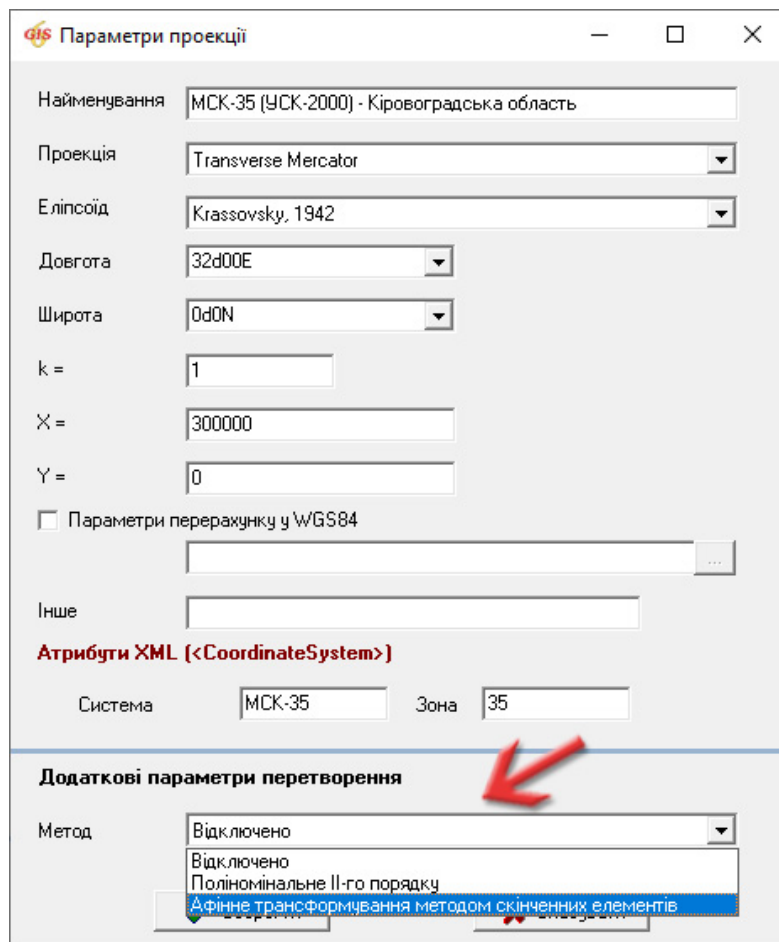 GIS Параметри проекції
Найменування МСК-35 (УСК-2000) - Кіровоградська область
Проекція Transverse Mercator
Еліпсоїд Krassovsky, 1942
Довгота 32d00E
Широта 0d0N
k = 1
X = 300000
Y = 0
Параметри перерахунку у WGS84
...
Інше
Атрибути XML (<CoordinateSystem>)
Система МСК-35 Зона 35
Додаткові параметри перетворення
Метод Відключено
Відключено
Поліномінальне ІІ-го порядку
Афінне трансформування методом скінченних елементів